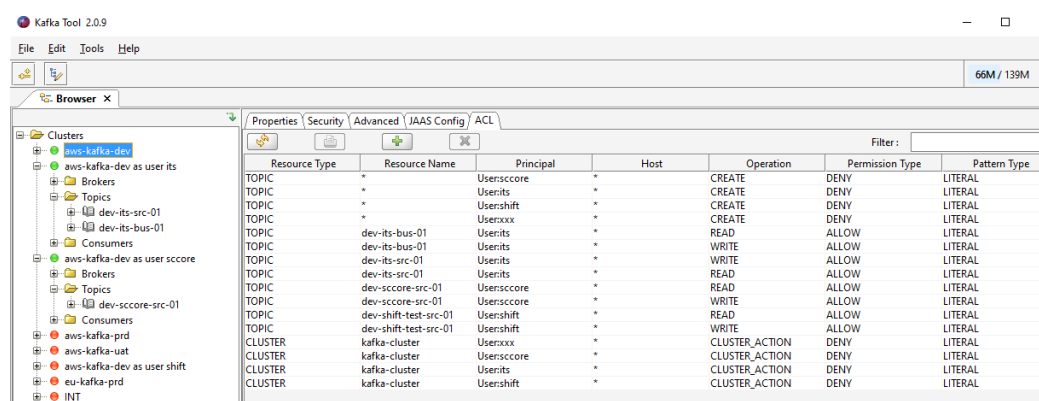 Kafka Tool 2.0.9
File Edit Tools Help
66M / 139M
Browser
Properties Security Advanced JAAS Config ACL
Filter :
Clusters
aws-kafka-dev
aws-kafka-dev as user its
Brokers
Topics
dev-its-src-01
dev-its-bus-01
Consumers
aws-kafka-dev as user sccore
Brokers
Topics
dev-sccore-src-01
Consumers
aws-kafka-prd
aws-kafka-uat
aws-kafka-dev as user shift
eu-kafka-prd
INT
Resource Type Resource Name Principal Host Operation Permission Type Pattern Type
TOPIC * User:sccore * CREATE DENY LITERAL
TOPIC * User:its * CREATE DENY LITERAL
TOPIC * User:shift * CREATE DENY LITERAL
TOPIC * User:xxx * CREATE DENY LITERAL
TOPIC dev-its-bus-01 User:its * READ ALLOW LITERAL
TOPIC dev-its-bus-01 User:its * WRITE ALLOW LITERAL
TOPIC dev-its-src-01 User:its * WRITE ALLOW LITERAL
TOPIC dev-its-src-01 User:its * READ ALLOW LITERAL
TOPIC dev-sccore-src-01 User:sccore * READ ALLOW LITERAL
TOPIC dev-sccore-src-01 User:sccore * WRITE ALLOW LITERAL
TOPIC dev-shift-test-src-01 User:shift * READ ALLOW LITERAL
TOPIC dev-shift-test-src-01 User:shift * WRITE ALLOW LITERAL
CLUSTER kafka-cluster User:xxx * CLUSTER_ACTION DENY LITERAL
CLUSTER kafka-cluster User:sccore * CLUSTER_ACTION DENY LITERAL
CLUSTER kafka-cluster User:its * CLUSTER_ACTION DENY LITERAL
CLUSTER kafka-cluster User:shift * CLUSTER_ACTION DENY LITERAL